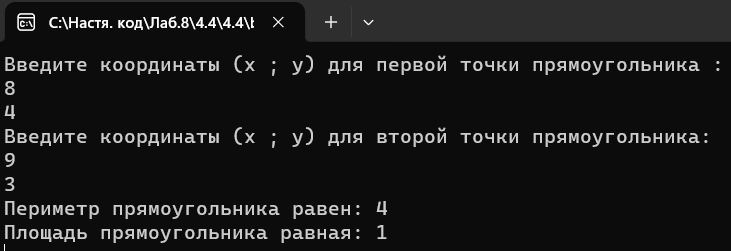 C:\Настя. код\Лаб.8\4.4\4.4\b
Введите координаты (x ; y) для первой точки прямоугольника :
8
4
Введите координаты (x ; y) для второй точки прямоугольника:
9
3
Периметр прямоугольника равен: 4
Площадь прямоугольника равная: 1